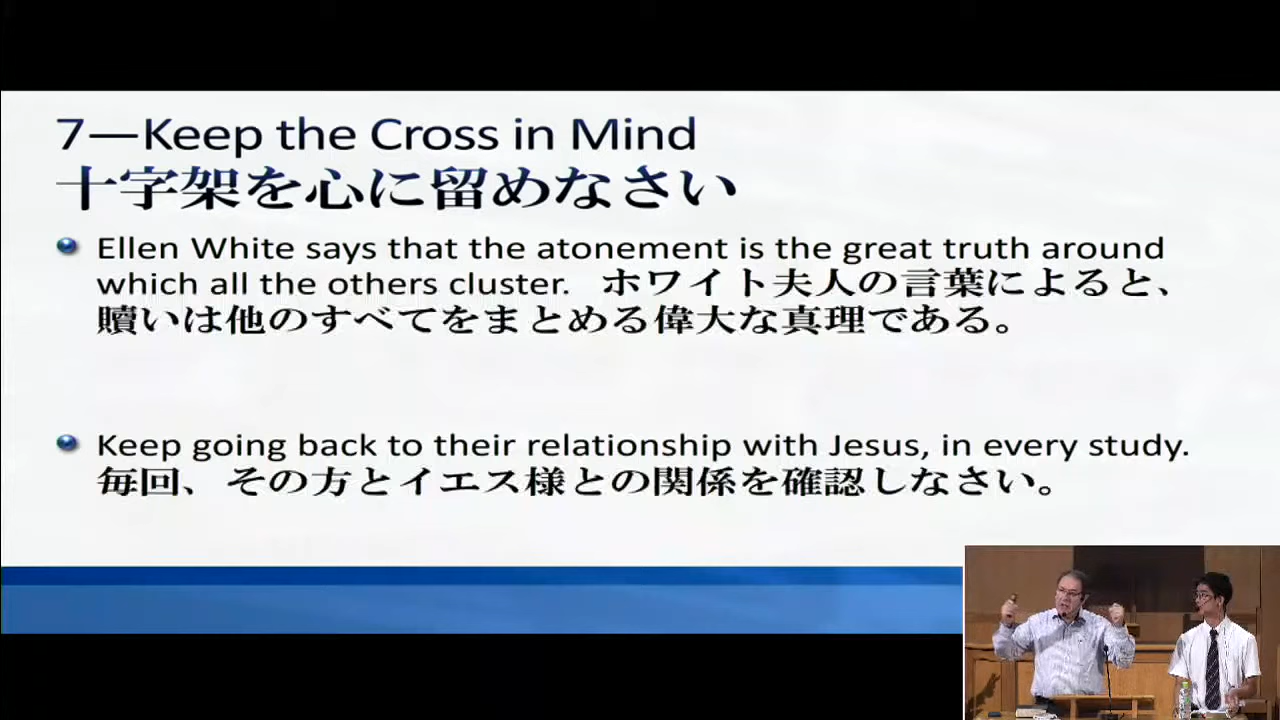 7—Keep the Cross in Mind
十字架を心に留めなさい
Ellen White says that the atonement is the great truth around
which all the others cluster. ホワイト夫人の言葉によると、
贖いは他のすべてをまとめる偉大な真理である。
Keep going back to their relationship with Jesus, in every study.
毎回、その方とイエス様との関係を確認しなさい。